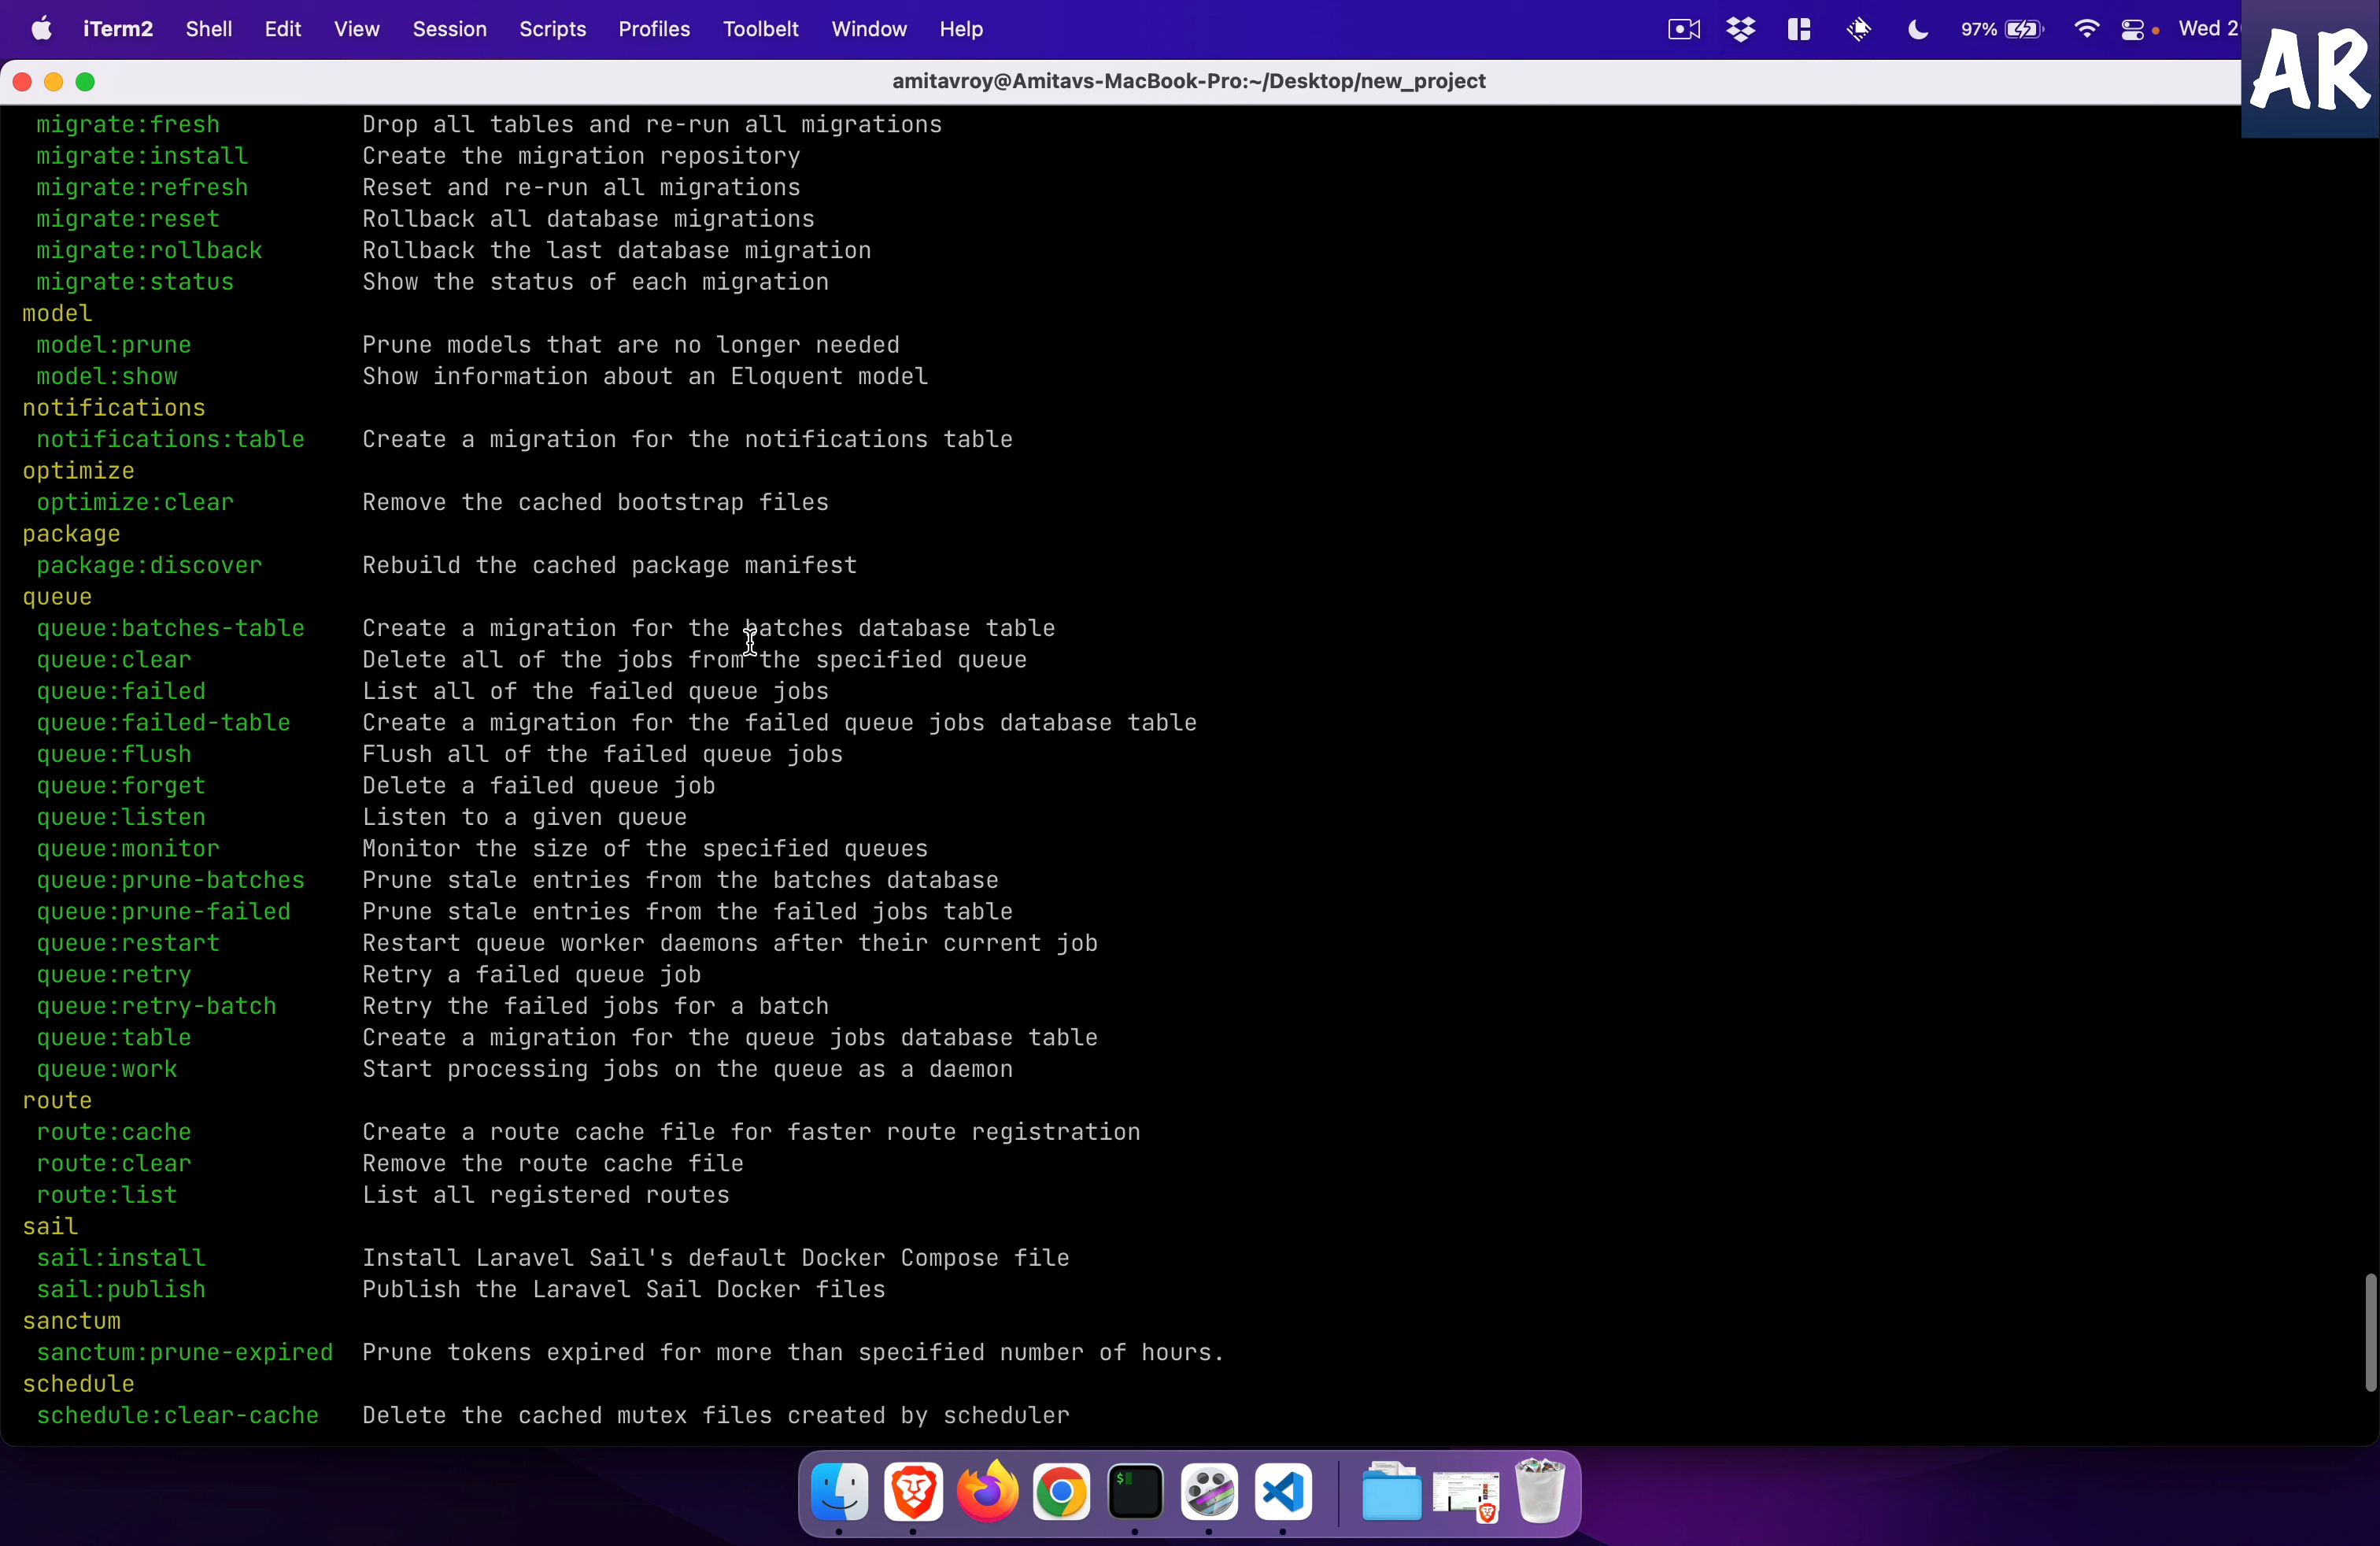 iTerm2 Shell Edit View Session Scripts Profiles Toolbelt Window Help 97% Wed 2
AR
amitavroy@Amitavs-MacBook-Pro:~/Desktop/new_project
migrate:fresh Drop all tables and re-run all migrations
migrate:install Create the migration repository
migrate:refresh Reset and re-run all migrations
migrate:reset Rollback all database migrations
migrate:rollback Rollback the last database migration
migrate:status Show the status of each migration
model
model:prune Prune models that are no longer needed
model:show Show information about an Eloquent model
notifications
notifications:table Create a migration for the notifications table
optimize
optimize:clear Remove the cached bootstrap files
package
package:discover Rebuild the cached package manifest
queue
queue:batches-table Create a migration for the batches database table
queue:clear Delete all of the jobs from the specified queue
queue:failed List all of the failed queue jobs
queue:failed-table Create a migration for the failed queue jobs database table
queue:flush Flush all of the failed queue jobs
queue:forget Delete a failed queue job
queue:listen Listen to a given queue
queue:monitor Monitor the size of the specified queues
queue:prune-batches Prune stale entries from the batches database
queue:prune-failed Prune stale entries from the failed jobs table
queue:restart Restart queue worker daemons after their current job
queue:retry Retry a failed queue job
queue:retry-batch Retry the failed jobs for a batch
queue:table Create a migration for the queue jobs database table
queue:work Start processing jobs on the queue as a daemon
route
route:cache Create a route cache file for faster route registration
route:clear Remove the route cache file
route:list List all registered routes
sail
sail:install Install Laravel Sail's default Docker Compose file
sail:publish Publish the Laravel Sail Docker files
sanctum
sanctum:prune-expired Prune tokens expired for more than specified number of hours.
schedule
schedule:clear-cache Delete the cached mutex files created by scheduler
$